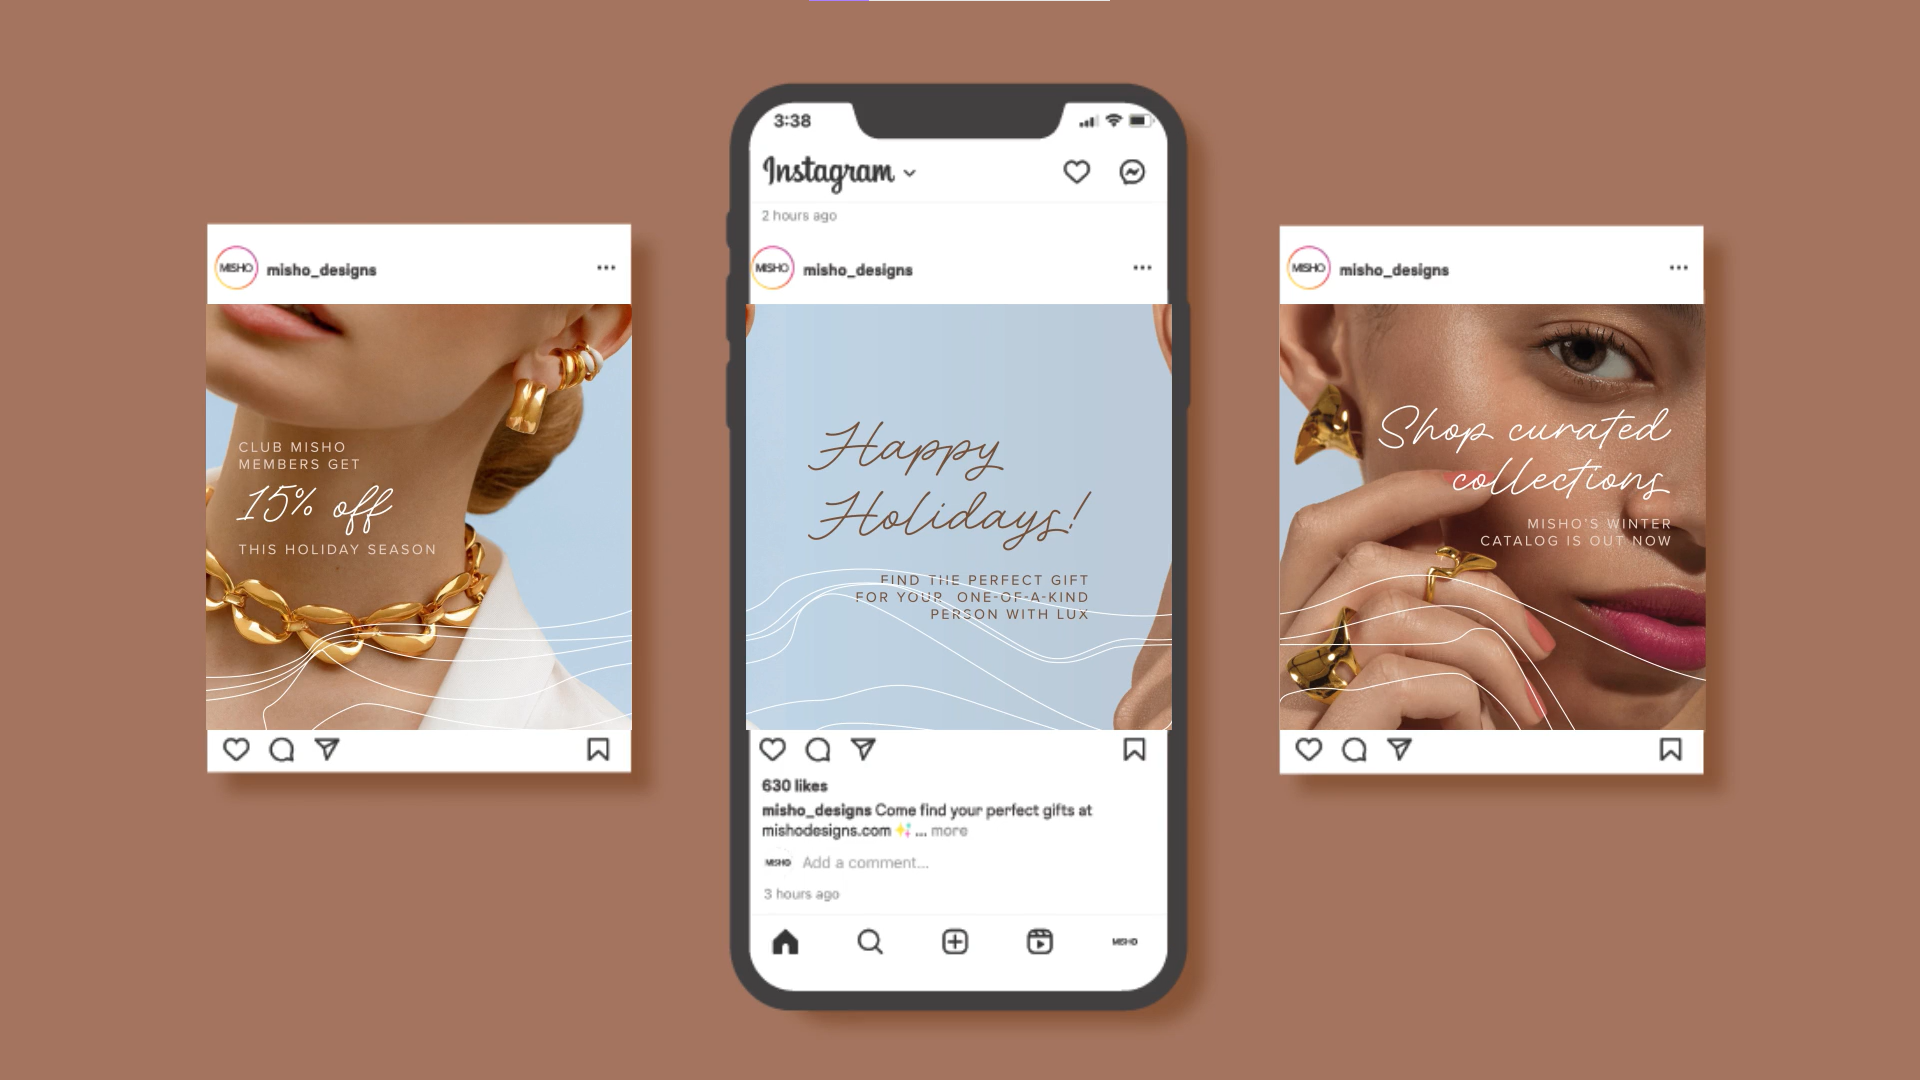 MISHO
misho_designs
CLUB MISHO
MEMBERS GET
15% off
THIS HOLIDAY SEASON
3:38
Instagram
2 hours ago
MISHO
misho_designs
Happy
Holidays!
FIND THE PERFECT GIFT
FOR YOUR ONE-OF-A-KIND
PERSON WITH LUX
630 likes
misho_designs Come find your perfect gifts at
mishodesigns.com ✨... more
MISHO
Add a comment...
3 hours ago
MISHO
MISHO
misho_designs
Shop curated
collections
MISHO'S WINTER
CATALOG IS OUT NOW